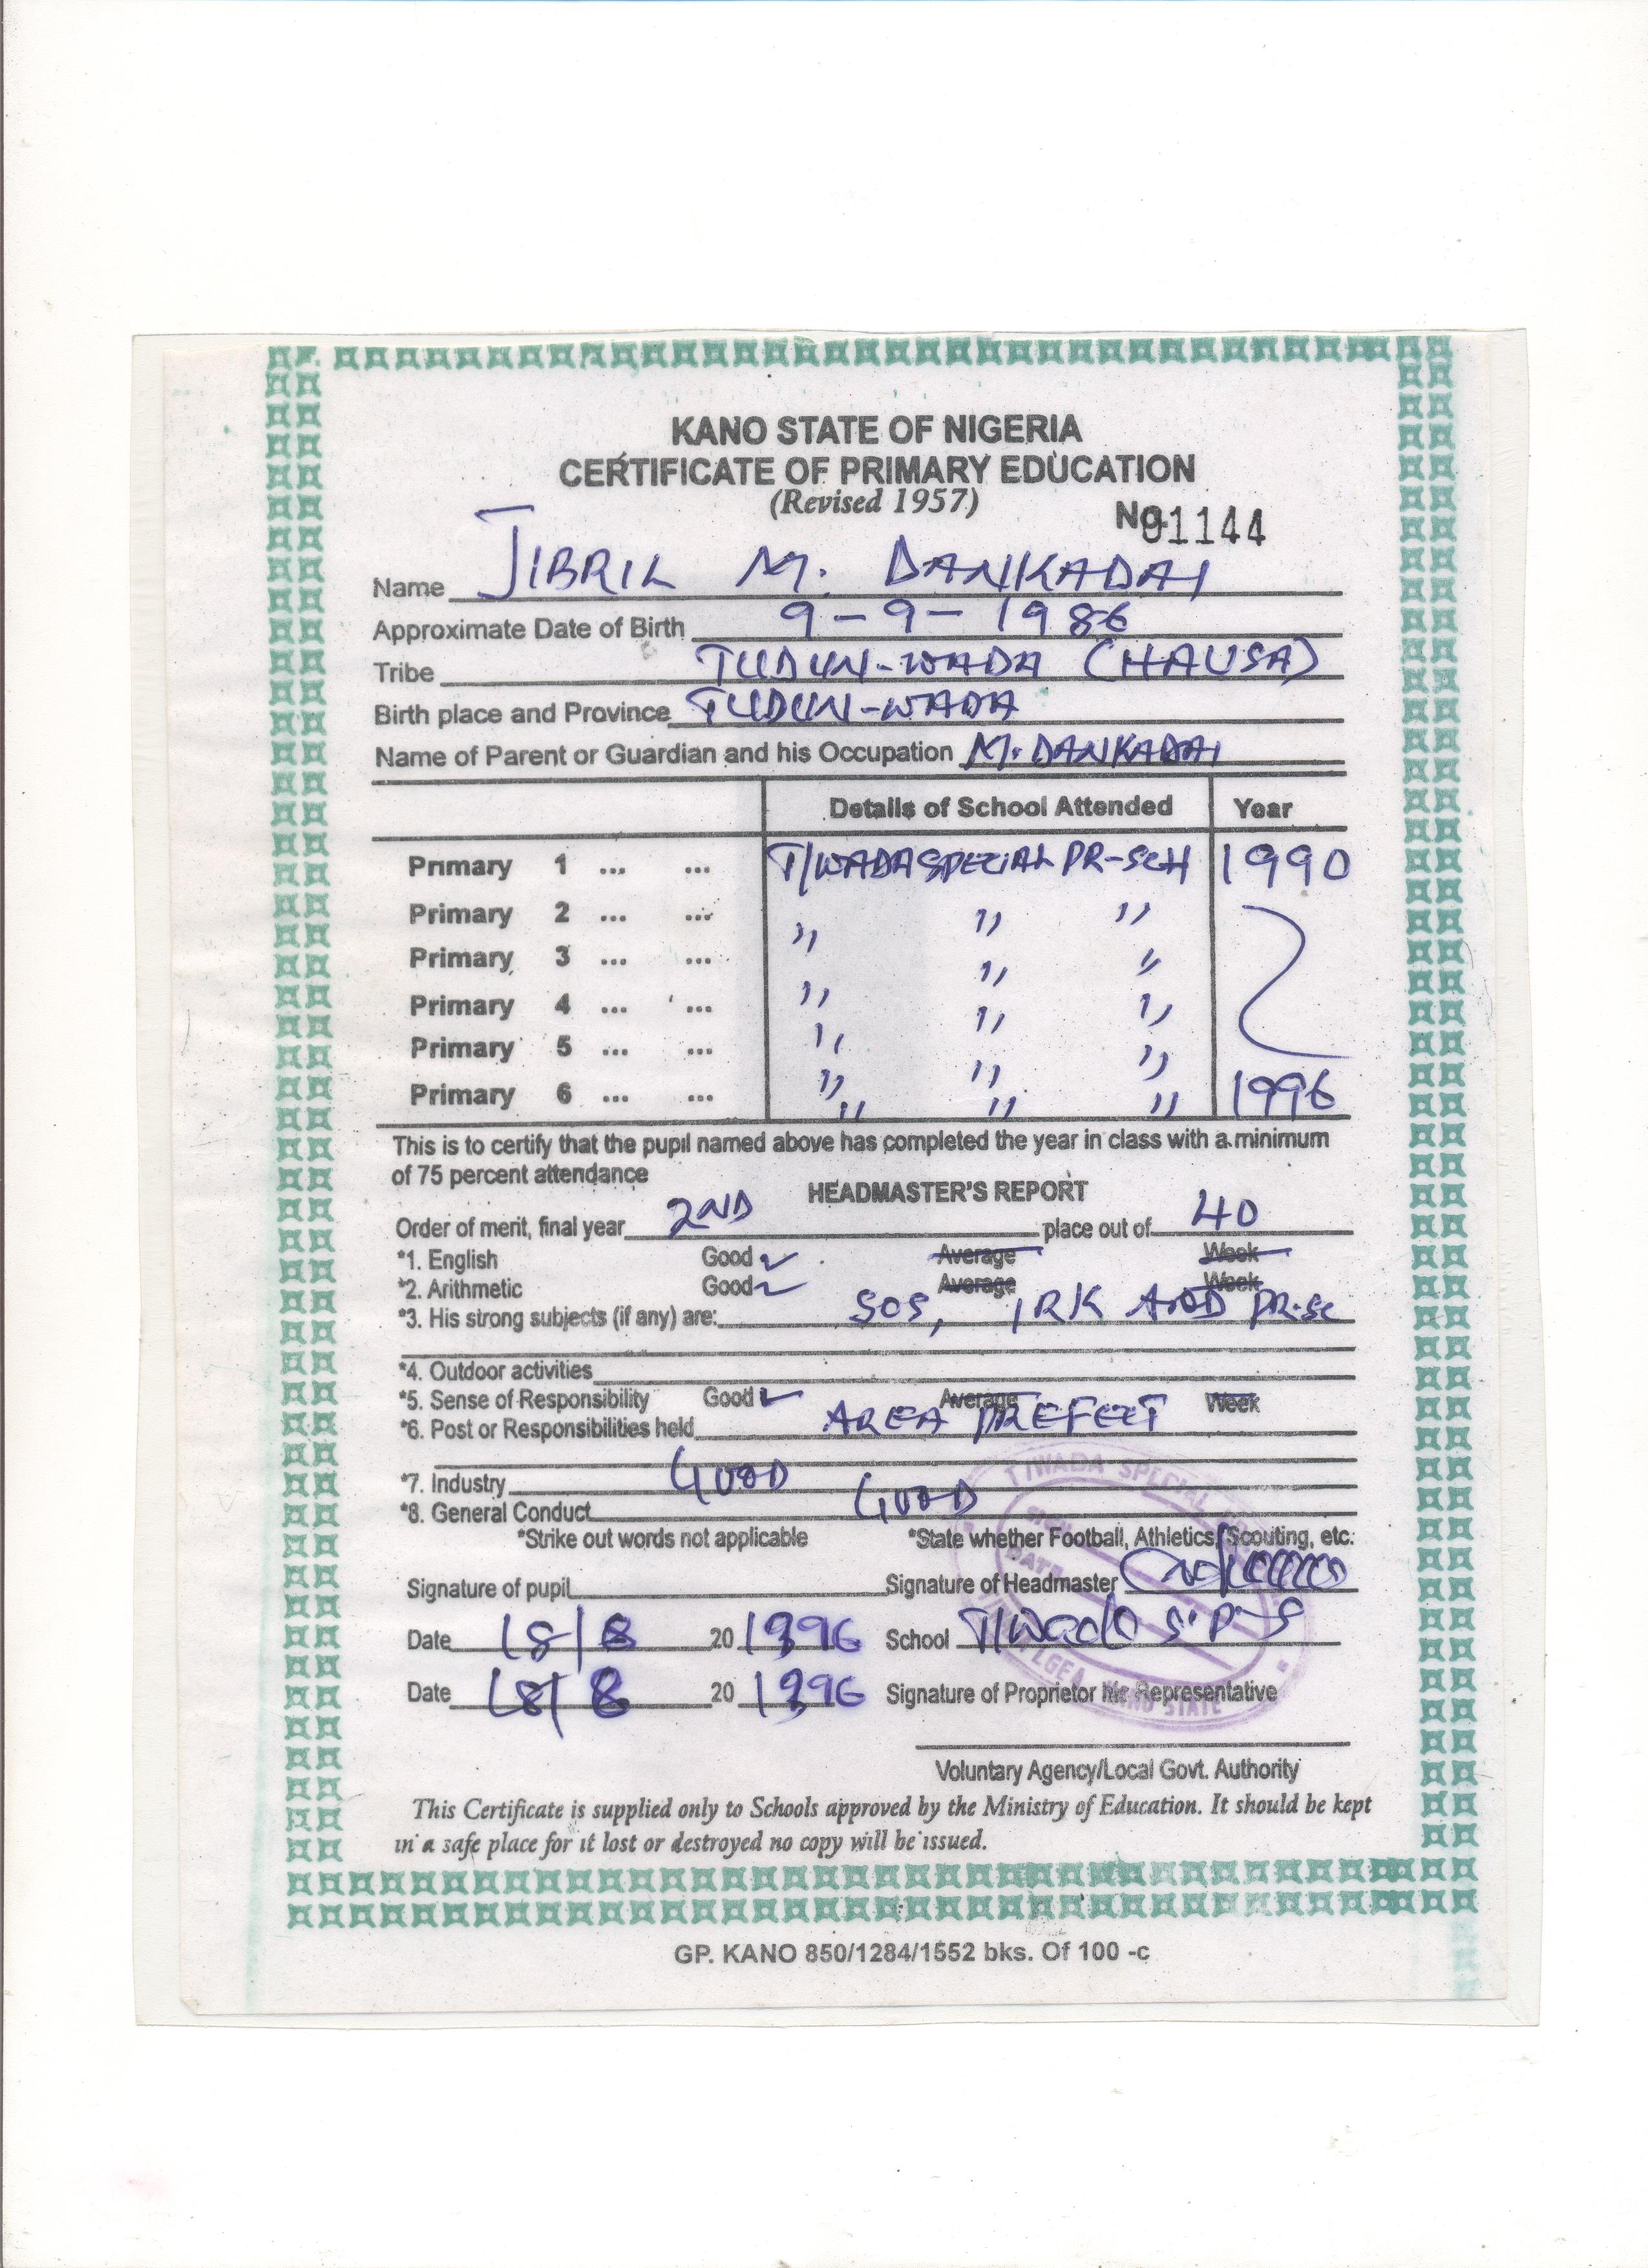 KANO STATE OF NIGERIA
CERTIFICATE OF PRIMARY EDUCATION
(Revised 1957)
No 91144
Name JIBRIL M. DANKADAI
Approximate Date of Birth 9-9-1986
Tribe TUDUN-WADA (HAUSA)
Birth place and Province TUDUN-WADA
Name of Parent or Guardian and his Occupation M. DANKADAI
Details of School Attended Year
Primary 1 ... ... T/WADA SPECIAL PR-SCH 1990
Primary 2 ... ... ,, ,, ,,
Primary 3 ... ... ,, ,, ,,
Primary 4 ... ... ,, ,, ,,
Primary 5 ... ... ,, ,, ,,
Primary 6 ... ... ,, ,, ,, 1996
This is to certify that the pupil named above has completed the year in class with a minimum
of 75 percent attendance
HEADMASTER'S REPORT
Order of merit, final year 2ND place out of 40
*1. English Good Average Week
*2. Arithmetic Good Average Week
*3. His strong subjects (if any) are: SOS, IRK AND PR-SC
*4. Outdoor activities
*5. Sense of Responsibility Good Average Week
*6. Post or Responsibilities held AREA PREFEET
*7. Industry GOOD
*8. General Conduct GOOD
*Strike out words not applicable *State whether Football, Athletics, Scouting, etc.
Signature of pupil Signature of Headmaster
Date 18/8 20 1996 School T/Wada S.P.S
Date 18/8 20 1996 Signature of Proprietor his Representative
T/WADA SPECIAL
SIGN
DATE
LGEA KANO STATE
Voluntary Agency/Local Govt. Authority
This Certificate is supplied only to Schools approved by the Ministry of Education. It should be kept
in a safe place for it lost or destroyed no copy will be issued.
GP. KANO 850/1284/1552 bks. Of 100 -c